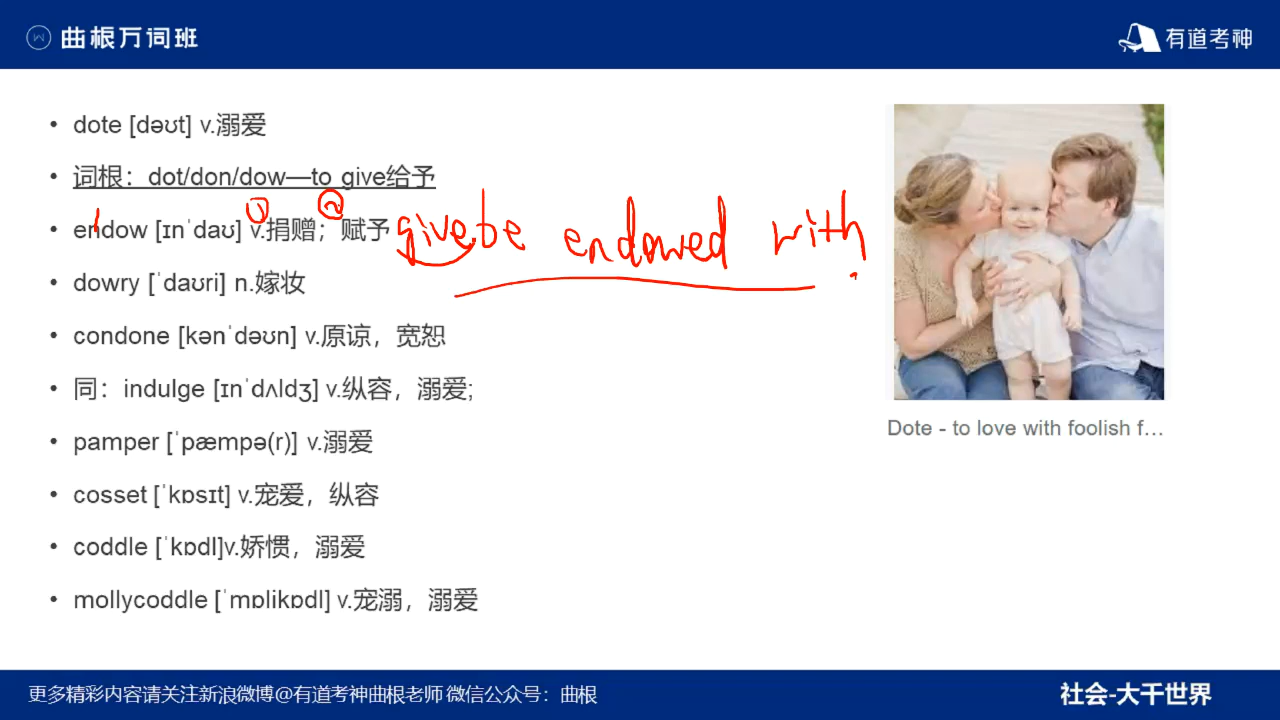 曲根万词班
有道考神
dote [dəʊt] v.溺爱
词根：dot/don/dow—to give给予
endow [ɪnˈdaʊ] v.捐赠；赋予
① ② give.be endowed with
dowry [ˈdaʊri] n.嫁妆
condone [kənˈdəʊn] v.原谅，宽恕
同：indulge [ɪnˈdʌldʒ] v.纵容，溺爱;
pamper [ˈpæmpə(r)] v.溺爱
cosset [ˈkɒsɪt] v.宠爱，纵容
coddle [ˈkɒdl]v.娇惯，溺爱
mollycoddle [ˈmɒlikɒdl] v.宠溺，溺爱
Dote - to love with foolish f…
更多精彩内容请关注新浪微博@有道考神曲根老师 微信公众号：曲根
社会-大千世界